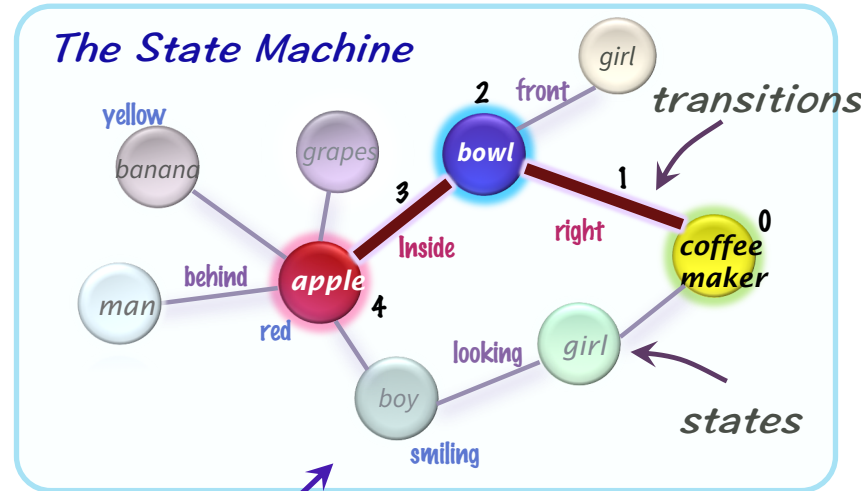 The State Machine
girl
2
front
transitions
yellow
banana
grapes
bowl
1
3
right
0
coffee
maker
Inside
behind
apple
man
4
red
looking
girl
boy
states
smiling